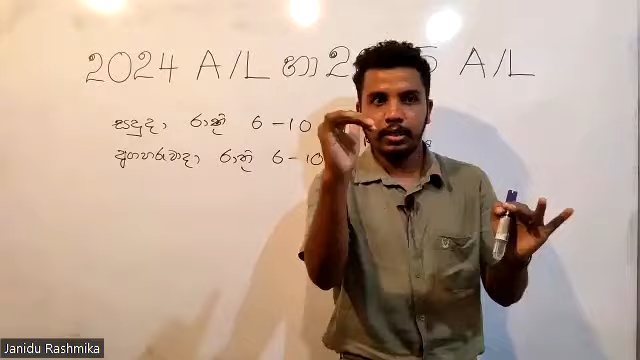 2024 A/L හා 2 5 A/L
සඳුදා රාත්‍රි 6 - 10
අඟහරුවාදා රාත්‍රි 6 - 10
Janidu Rashmika